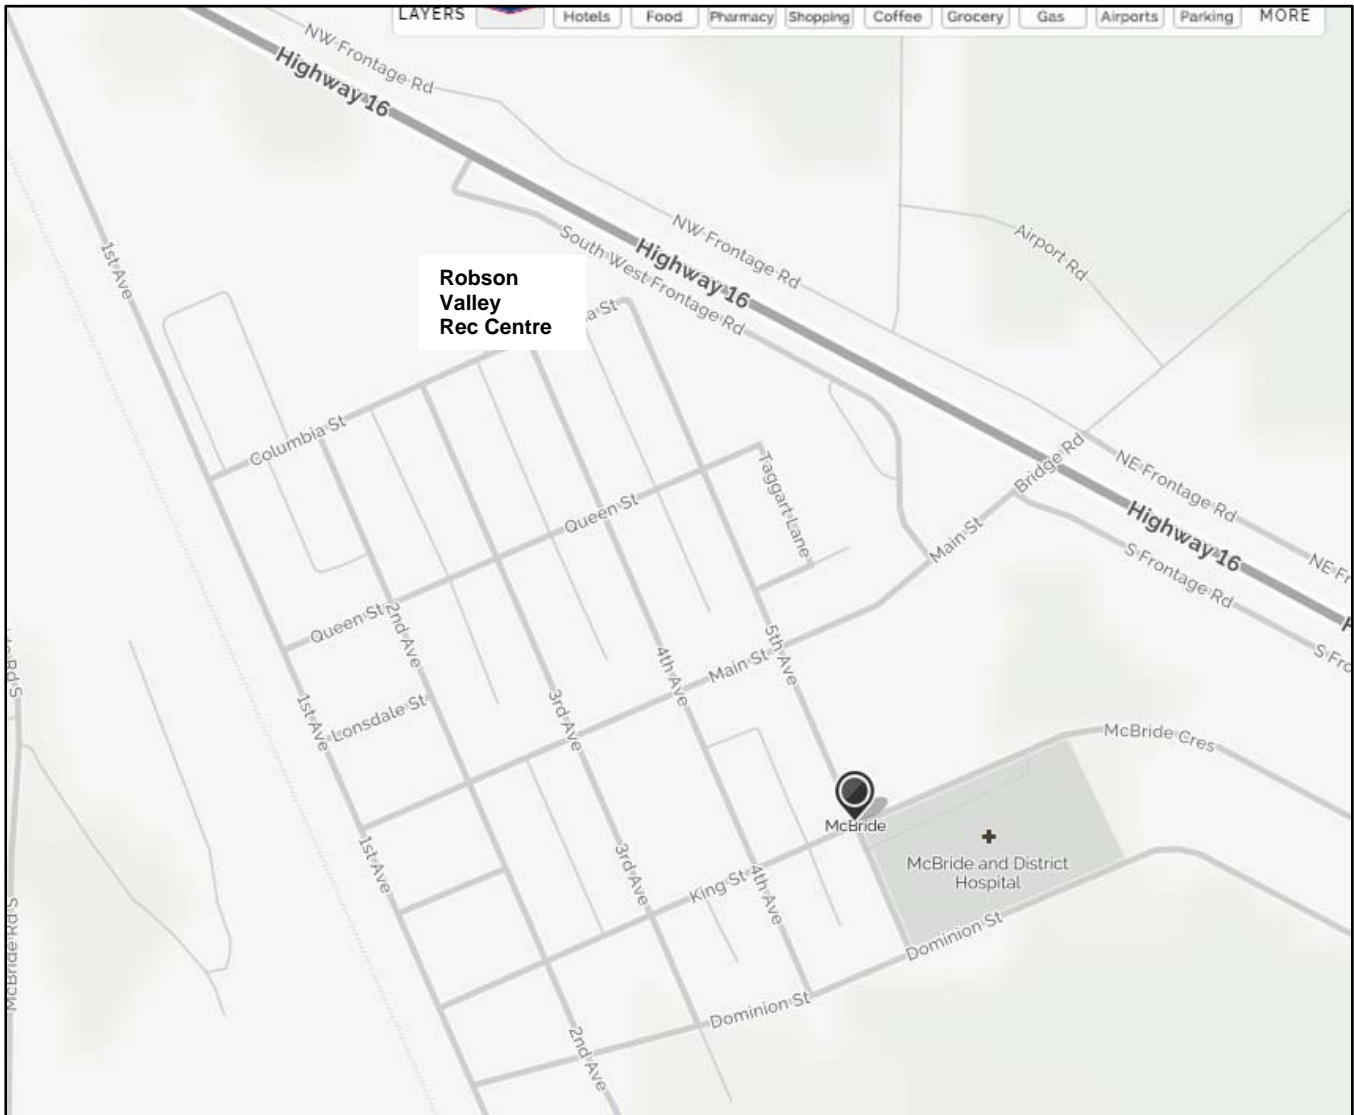 LAYERS Hotels Food Pharmacy Shopping Coffee Grocery Gas Airports Parking MORE
NW Frontage Rd
Highway 16
NW Frontage Rd
Airport Rd
South West Frontage Rd
Highway 16
1st Ave
Robson
Valley
Rec Centre
a St
Columbia St
Bridge Rd
NE Frontage Rd
Taggart Lane
Queen St
Highway 16
Main St
S Frontage Rd
NE Fr
H
Queen St
2nd Ave
5th Ave
4th Ave
Main St
S Fro
1st Ave
Lonsdale St
3rd Ave
McBride Cres
McBride
1st Ave
3rd Ave
King St
4th Ave
McBride and District
Hospital
McBride Rd S
Dominion St
Dominion St
2nd Ave